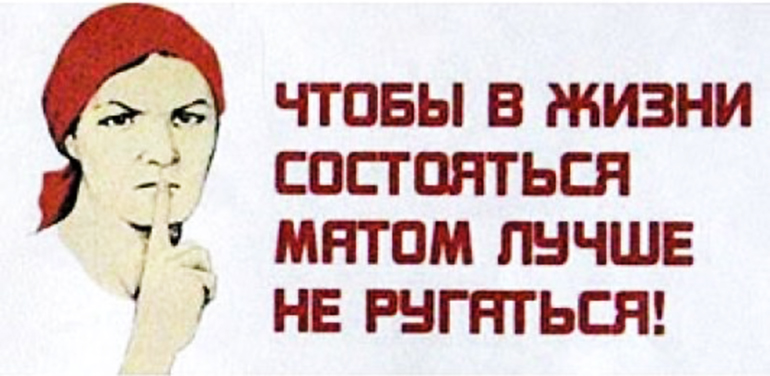 ЧТОБЫ В ЖИЗНИ
СОСТОЯТЬСЯ
МАТОМ ЛУЧШЕ
НЕ РУГАТЬСЯ!